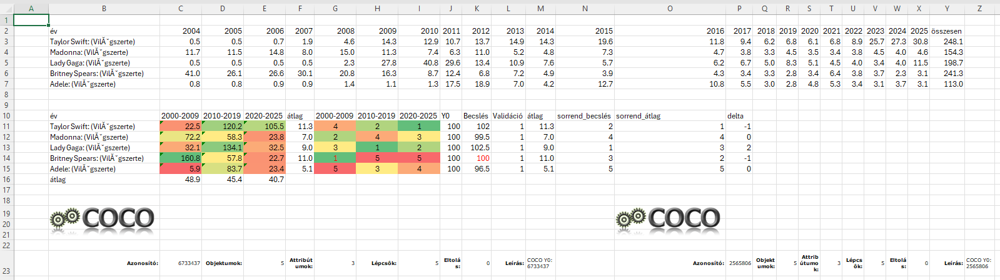 A B C D E F G H I J K L M N O P Q R S T U V W X Y Z
1
2 év 2004 2005 2006 2007 2008 2009 2010 2011 2012 2013 2014 2015 2016 2017 2018 2019 2020 2021 2022 2023 2024 2025 összesen
3 Taylor Swift: (VilĂˇgszerte) 0.5 0.5 0.7 1.9 4.6 14.3 12.9 10.7 13.7 14.9 14.3 19.6 11.8 9.4 6.2 6.8 6.1 6.8 8.9 25.7 27.3 30.8 248.1
4 Madonna: (VilĂˇgszerte) 11.7 11.5 14.8 8.0 15.0 11.3 7.4 6.3 11.0 5.2 4.8 7.3 4.7 3.8 3.3 4.5 3.5 3.4 3.8 4.5 4.0 4.6 154.3
5 Lady Gaga: (VilĂˇgszerte) 0.5 0.5 0.5 0.5 2.3 27.8 40.8 29.6 13.4 10.9 7.6 5.7 6.2 6.7 5.0 8.3 5.1 4.5 4.0 3.4 4.0 11.5 198.7
6 Britney Spears: (VilĂˇgszerte) 41.0 26.1 26.6 30.1 20.8 16.3 8.7 12.4 6.8 7.2 4.9 3.9 4.3 3.4 3.3 2.8 3.4 6.4 3.8 3.7 2.3 3.1 241.3
7 Adele: (VilĂˇgszerte) 0.8 0.8 0.9 0.9 1.4 1.1 1.3 17.5 18.9 7.0 4.2 12.7 10.8 5.5 3.0 2.8 4.8 5.3 3.4 3.1 3.7 3.1 113.0
8
9
10 év 2000-2009 2010-2019 2020-2025 átlag 2000-2009 2010-2019 2020-2025 Y0 Becslés Validáció átlag sorrend_becslés sorrend_átlag delta
11 Taylor Swift: (VilĂˇgszerte) 22.5 120.2 105.5 11.3 4 2 1 100 102 1 11.3 2 1 -1
12 Madonna: (VilĂˇgszerte) 72.2 58.3 23.8 7.0 2 4 3 100 99.5 1 7.0 4 4 0
13 Lady Gaga: (VilĂˇgszerte) 32.1 134.1 32.5 9.0 3 1 2 100 102.5 1 9.0 1 3 2
14 Britney Spears: (VilĂˇgszerte) 160.8 57.8 22.7 11.0 1 5 5 100 100 1 11.0 3 2 -1
15 Adele: (VilĂˇgszerte) 5.9 83.7 23.4 5.1 5 3 4 100 96.5 1 5.1 5 5 0
16 átlag 48.9 45.4 40.7
17
18
19 COCO COCO
20
21
22
23 Azonosító: 6733437 Objektumok: 5 Attribútumok: 3 Lépcsôk: 5 Eltolás: 0 Leírás: COCO Y0: 6733437 Azonosító: 2565806 Objektumok: 5 Attribútumok: 3 Lépcsôk: 5 Eltolás: 0 Leírás: COCO Y0: 2565806